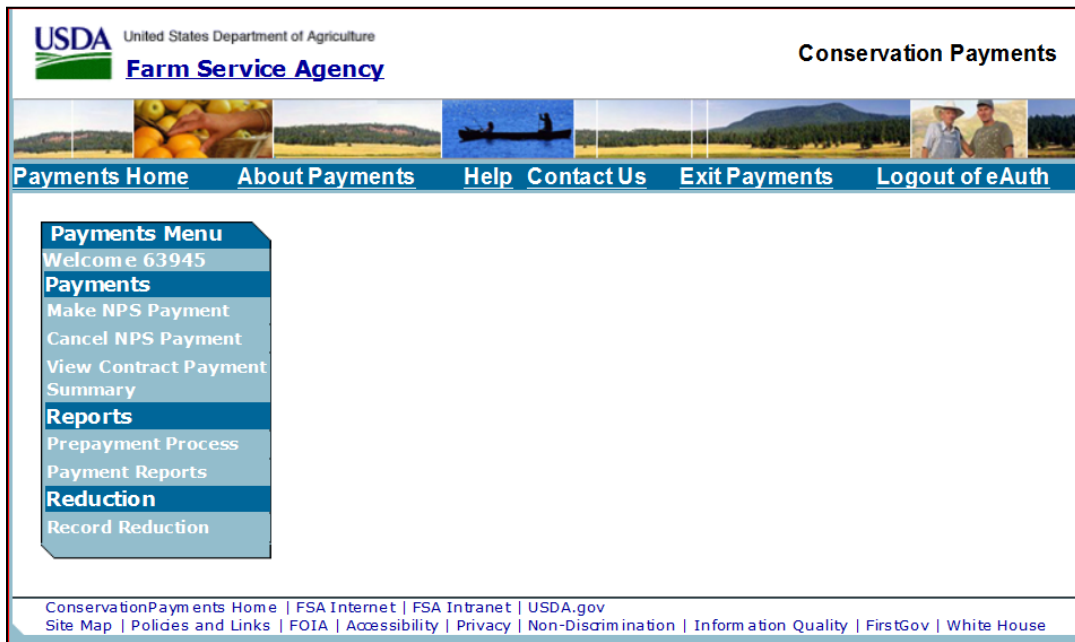 USDA United States Department of Agriculture
Farm Service Agency
Conservation Payments
Payments Home About Payments Help Contact Us Exit Payments Logout of eAuth
Payments Menu
Welcome 63945
Payments
Make NPS Payment
Cancel NPS Payment
View Contract Payment
Summary
Reports
Prepayment Process
Payment Reports
Reduction
Record Reduction
ConservationPayments Home | FSA Internet | FSA Intranet | USDA.gov
Site Map | Policies and Links | FOIA | Accessibility | Privacy | Non-Discrimination | Information Quality | FirstGov | White House